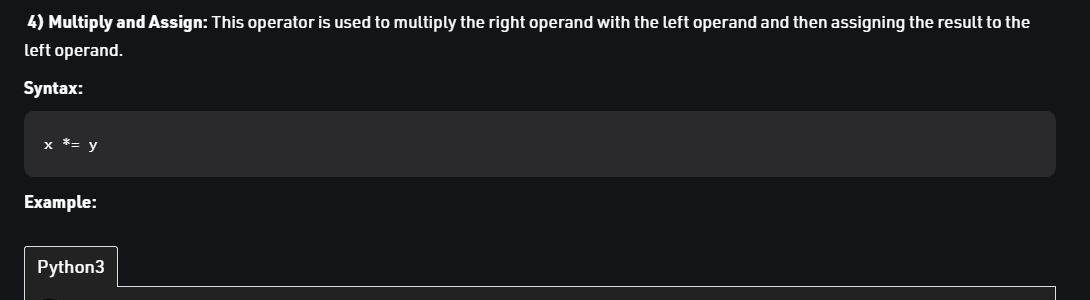 4) Multiply and Assign: This operator is used to multiply the right operand with the left operand and then assigning the result to the
left operand.
Syntax:
x *= y
Example:
Python3